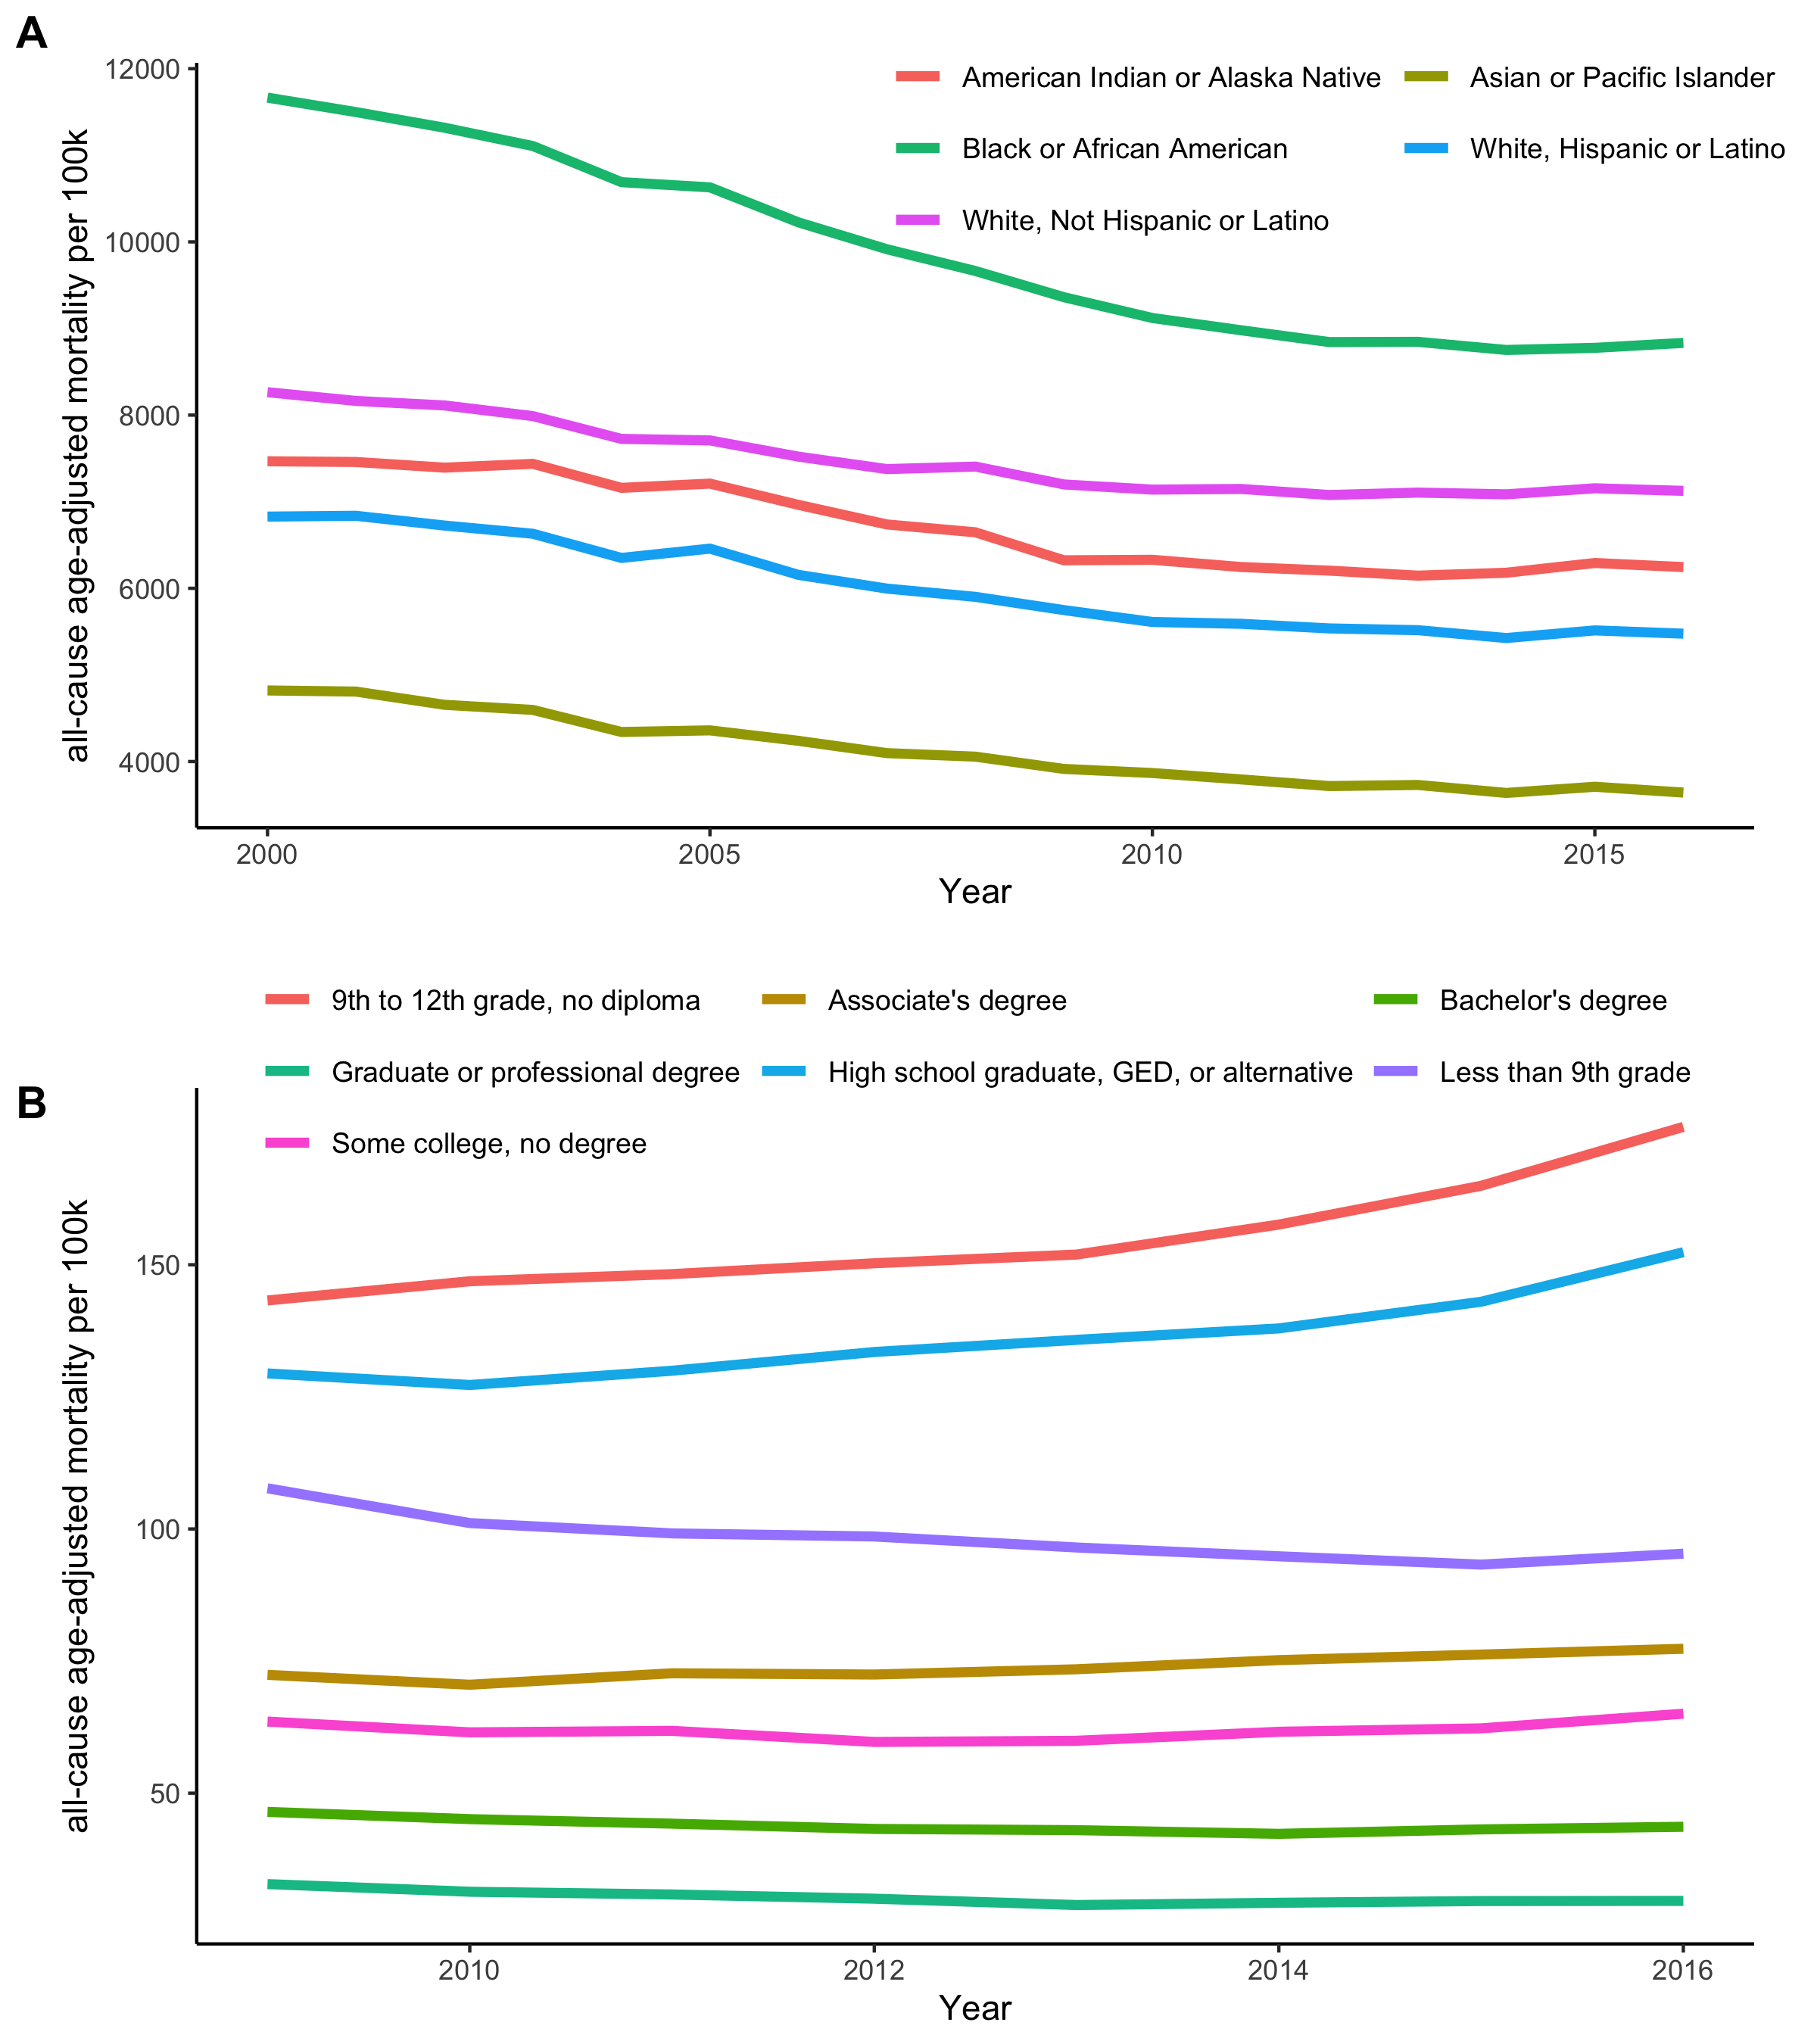 A
all-cause age-adjusted mortality per 100k
12000
10000
8000
6000
4000
American Indian or Alaska Native
Asian or Pacific Islander
Black or African American
White, Hispanic or Latino
White, Not Hispanic or Latino
2000
2005
2010
2015
Year
9th to 12th grade, no diploma
Associate's degree
Bachelor's degree
Graduate or professional degree
High school graduate, GED, or alternative
Less than 9th grade
Some college, no degree
B
all-cause age-adjusted mortality per 100k
150
100
50
2010
2012
2014
2016
Year